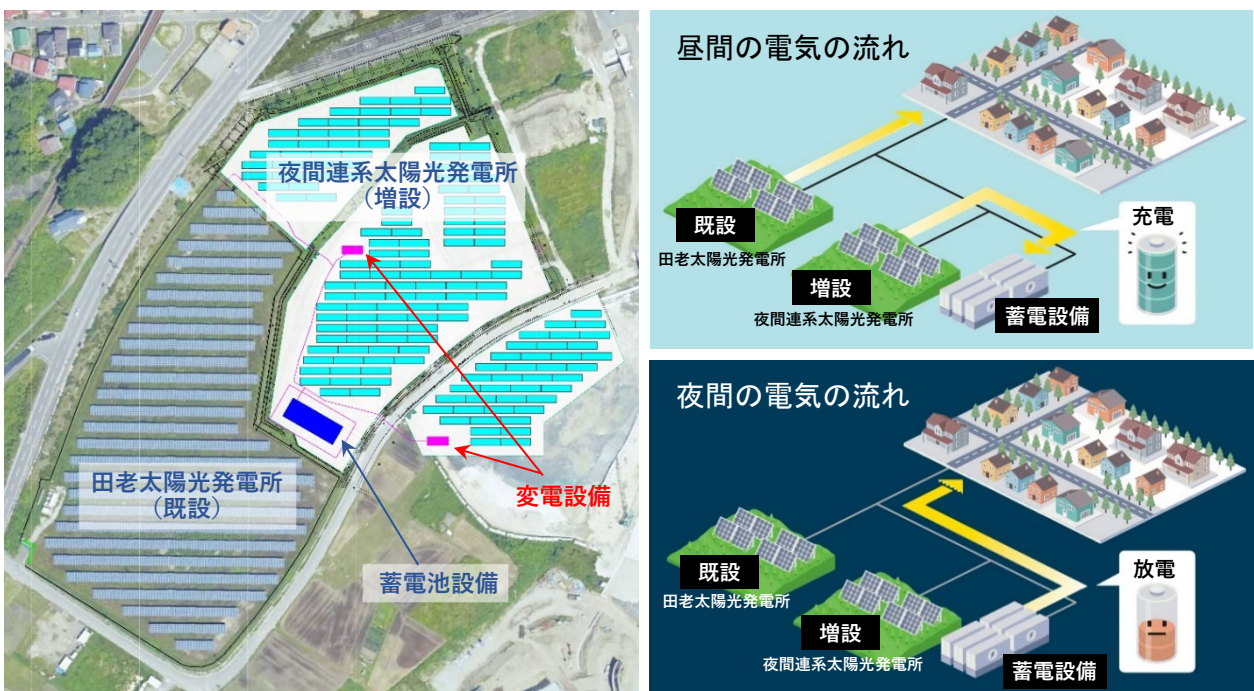 夜間連系太陽光発電所
（増設）
田老太陽光発電所
（既設）
変電設備
蓄電池設備
昼間の電気の流れ
既設
田老太陽光発電所
増設
夜間連系太陽光発電所
蓄電設備
充電
夜間の電気の流れ
既設
田老太陽光発電所
増設
夜間連系太陽光発電所
蓄電設備
放電